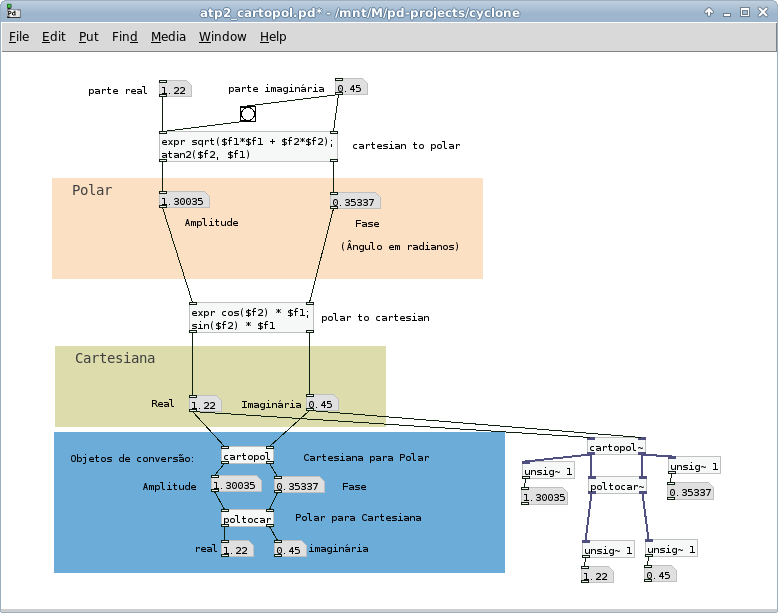 atp2_cartopol.pd* - /mnt/M/pd-projects/cyclone
Pd
File Edit Put Find Media Window Help
parte real
1.22
parte imaginária
0.45
expr sqrt($f1*$f1 + $f2*$f2);
atan2($f2, $f1)
cartesian to polar
Polar
1.30035
0.35337
Amplitude
Fase
(Ângulo em radianos)
expr cos($f2) * $f1;
sin($f2) * $f1
polar to cartesian
Cartesiana
Real
1.22
Imaginária
0.45
Objetos de conversão:
cartopol
Cartesiana para Polar
Amplitude
1.30035
0.35337
Fase
poltocar
Polar para Cartesiana
real
1.22
0.45
imaginária
cartopol~
unsig~ 1
unsig~ 1
1.30035
poltocar~
0.35337
unsig~ 1
unsig~ 1
1.22
0.45